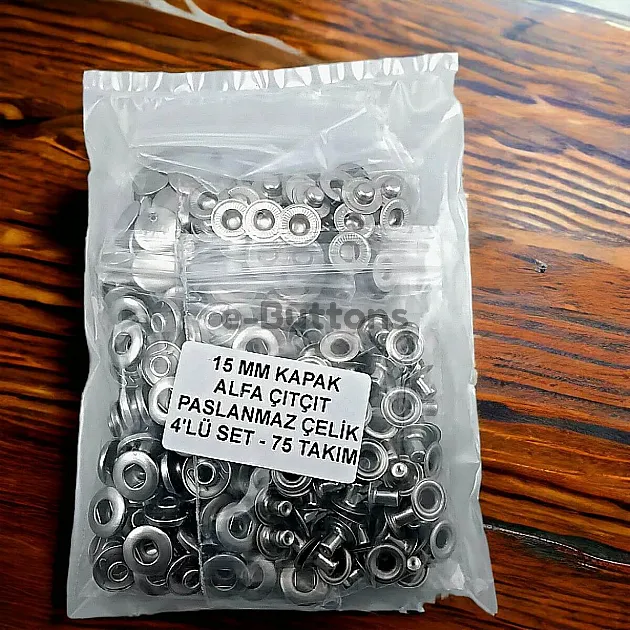 e-Buttons
15 MM KAPAK
ALFA ÇITÇIT
PASLANMAZ ÇELİK
4'LÜ SET - 75 TAKIM